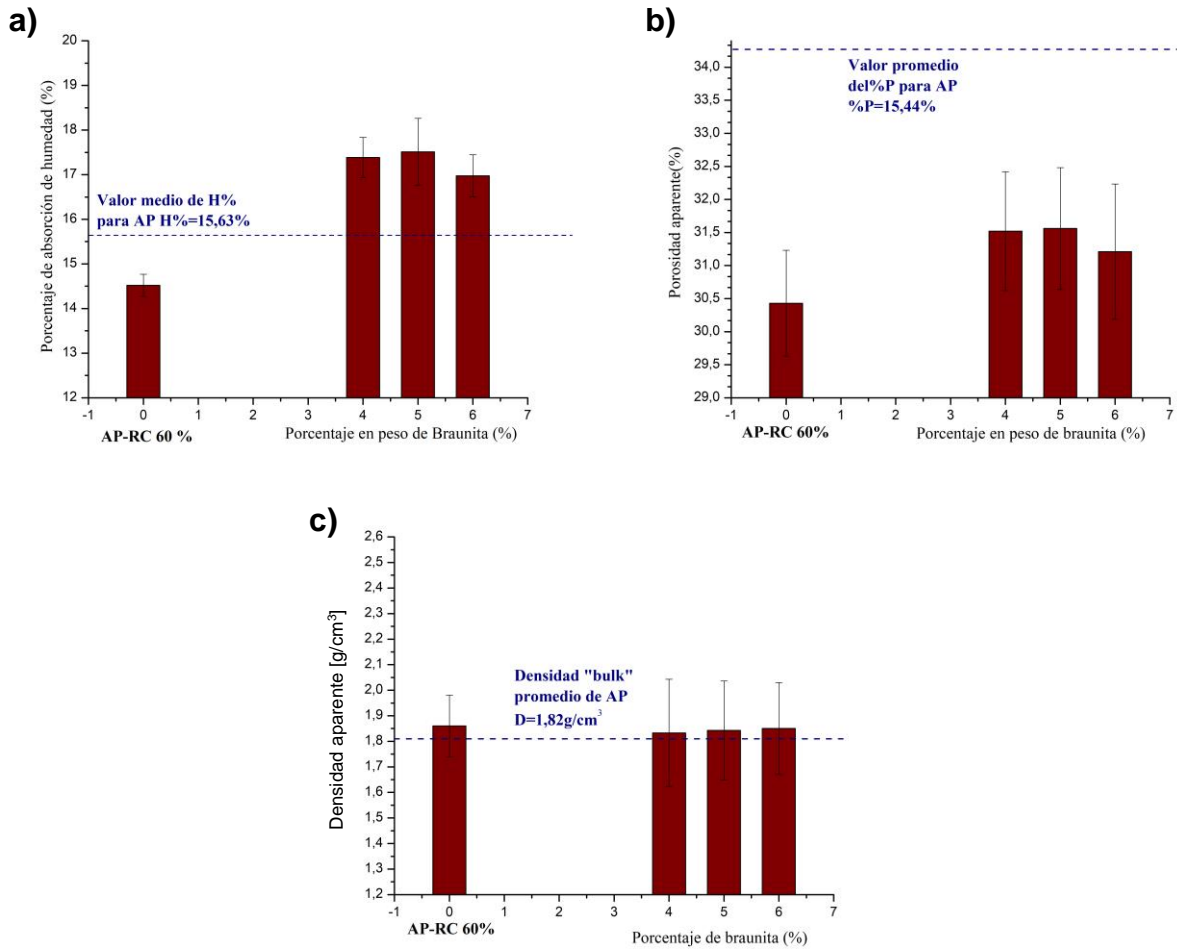 a)
20
19
18
17
16
15
14
13
12
Porcentaje de absorción de humedad (%)
Valor medio de H%
para AP H%=15,63%
-1 0 1 2 3 4 5 6 7
AP-RC 60 %
Porcentaje en peso de Braunita (%)
b)
34,0
33,5
33,0
32,5
32,0
31,5
31,0
30,5
30,0
29,5
29,0
Porosidad aparente(%)
Valor promedio
del%P para AP
%P=15,44%
-1 0 1 2 3 4 5 6 7
AP-RC 60%
Porcentaje en peso de braunita (%)
c)
2,6
2,5
2,4
2,3
2,2
2,1
2,0
1,9
1,8
1,7
1,6
1,5
1,4
1,3
1,2
Densidad aparente [g/cm³]
Densidad "bulk"
promedio de AP
D=1,82g/cm³
-1 0 1 2 3 4 5 6 7
AP-RC 60%
Porcentaje de braunita (%)